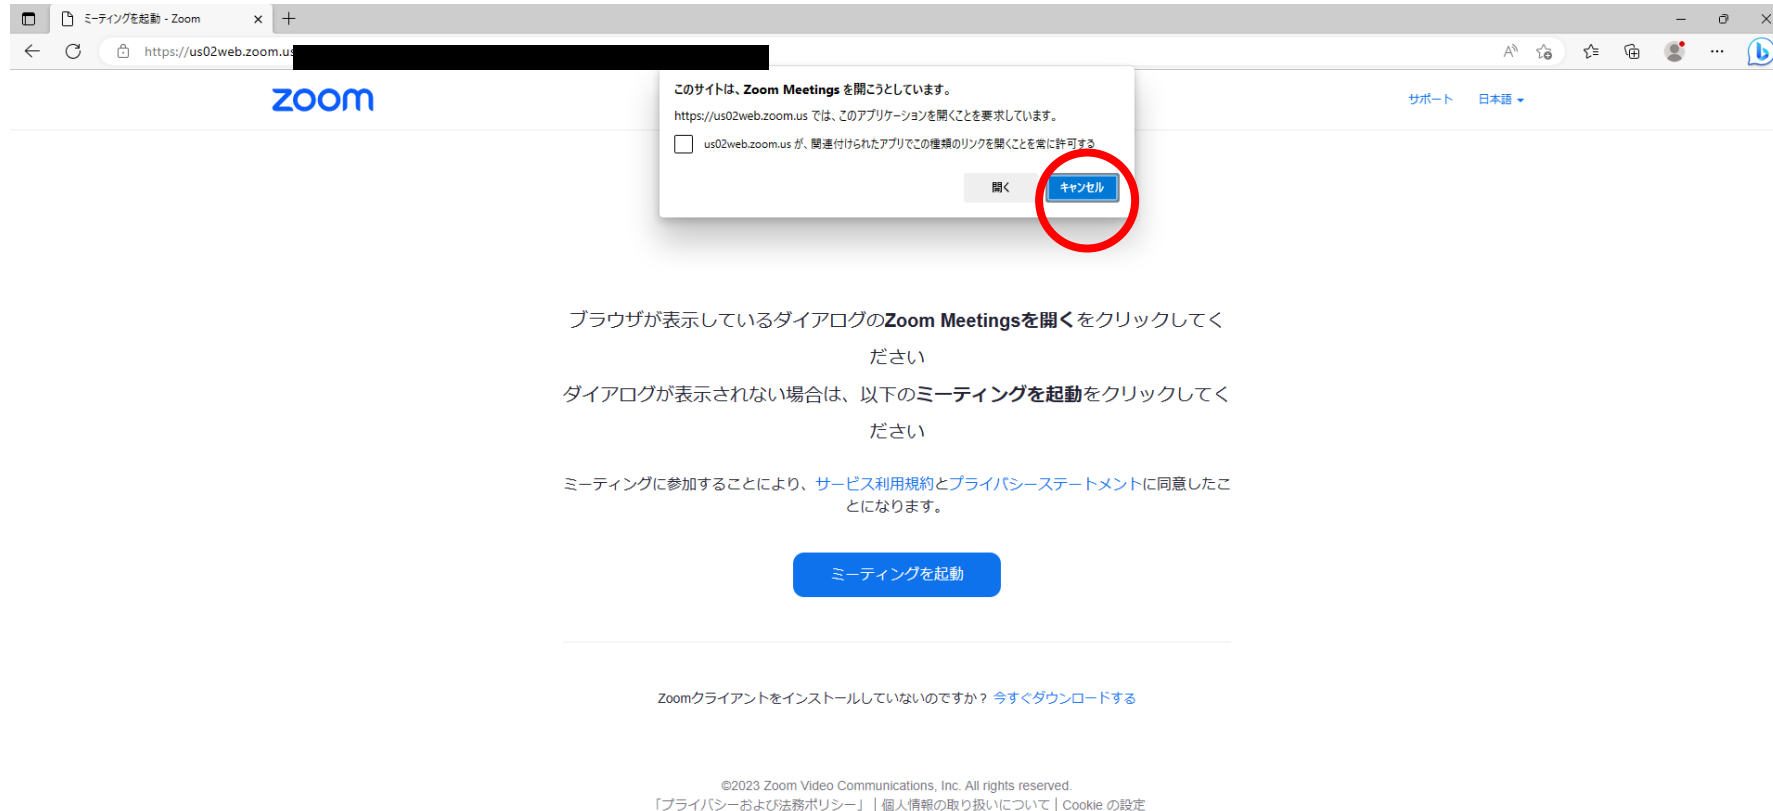 ミーティングを起動 - Zoom
https://us02web.zoom.us
zoom
サポート 日本語
このサイトは、Zoom Meetings を開こうとしています。
https://us02web.zoom.us では、このアプリケーションを開くことを要求しています。
us02web.zoom.us が、関連付けられたアプリでこの種類のリンクを開くことを常に許可する
開く キャンセル
ブラウザが表示しているダイアログのZoom Meetingsを開くをクリックしてく
ださい
ダイアログが表示されない場合は、以下のミーティングを起動をクリックしてく
ださい
ミーティングに参加することにより、サービス利用規約とプライバシーステートメントに同意したこ
とになります。
ミーティングを起動
Zoomクライアントをインストールしていないのですか？ 今すぐダウンロードする
©2023 Zoom Video Communications, Inc. All rights reserved.
「プライバシーおよび法務ポリシー」 | 個人情報の取り扱いについて | Cookie の設定